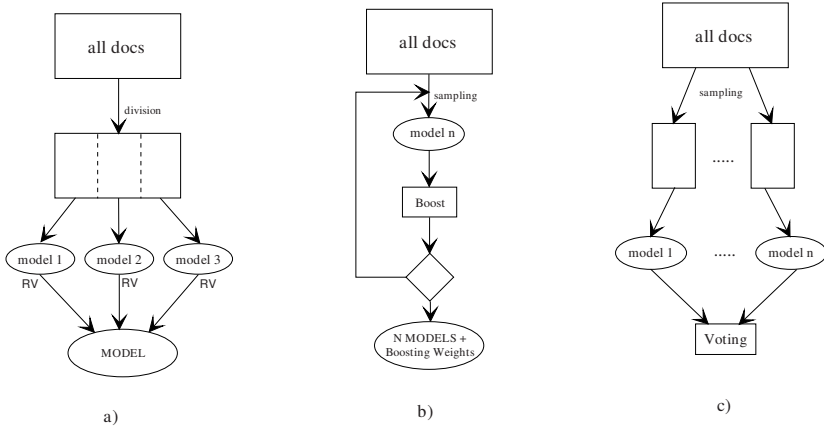 all docs
division
model 1
model 2
model 3
RV
RV
RV
MODEL
a)
all docs
sampling
model n
Boost
N MODELS +
Boosting Weights
b)
all docs
sampling
.....
model 1
.....
model n
Voting
c)